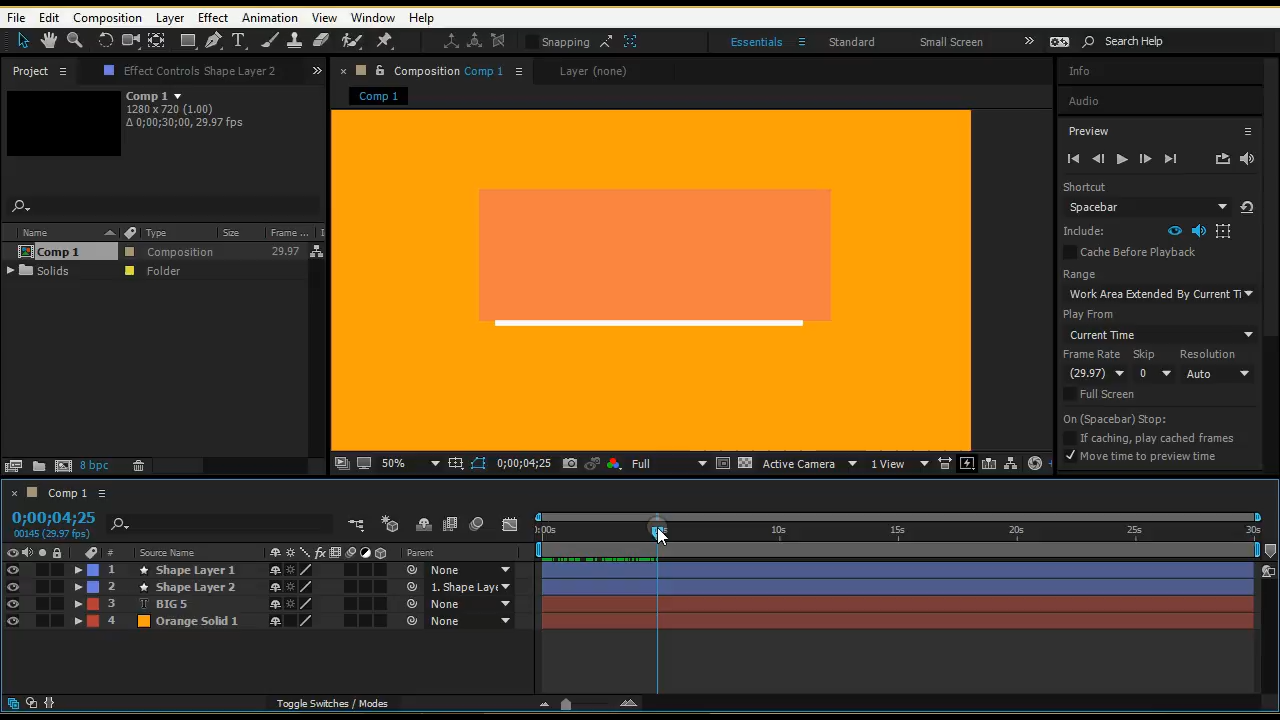 File Edit Composition Layer Effect Animation View Window Help
Snapping Essentials Standard Small Screen Search Help
Project Effect Controls Shape Layer 2 Composition Comp 1 Layer (none) Info
Comp 1
Comp 1
1280 x 720 (1.00)
Δ 0;00;30;00, 29.97 fps
Audio
Preview
Shortcut
Spacebar
Include:
Cache Before Playback
Range
Work Area Extended By Current Ti
Play From
Current Time
Frame Rate Skip Resolution
(29.97) 0 Auto
Full Screen
On (Spacebar) Stop:
If caching, play cached frames
Move time to preview time
Name Type Size Frame ... I
Comp 1 Composition 29.97
Solids Folder
8 bpc
50% 0;00;04;25 Full Active Camera 1 View
Comp 1
0;00;04;25
00145 (29.97 fps)
):00s 10s 15s 20s 25s 30s
# Source Name Parent
1 Shape Layer 1 None
2 Shape Layer 2 1. Shape Laye
3 T BIG 5 None
4 Orange Solid 1 None
Toggle Switches / Modes